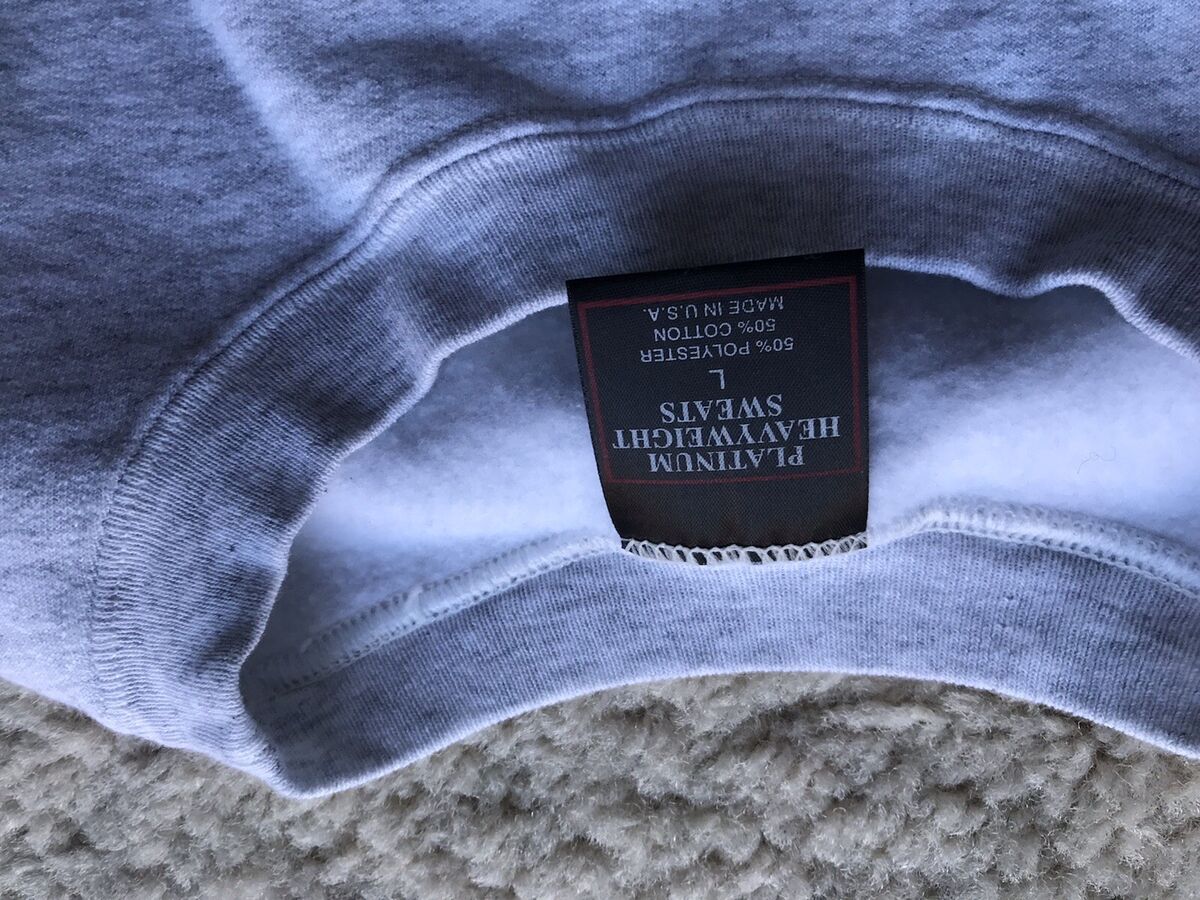 PLATINUM
HEAVYWEIGHT
SWEATS
L
50% POLYESTER
50% COTTON
MADE IN U.S.A.